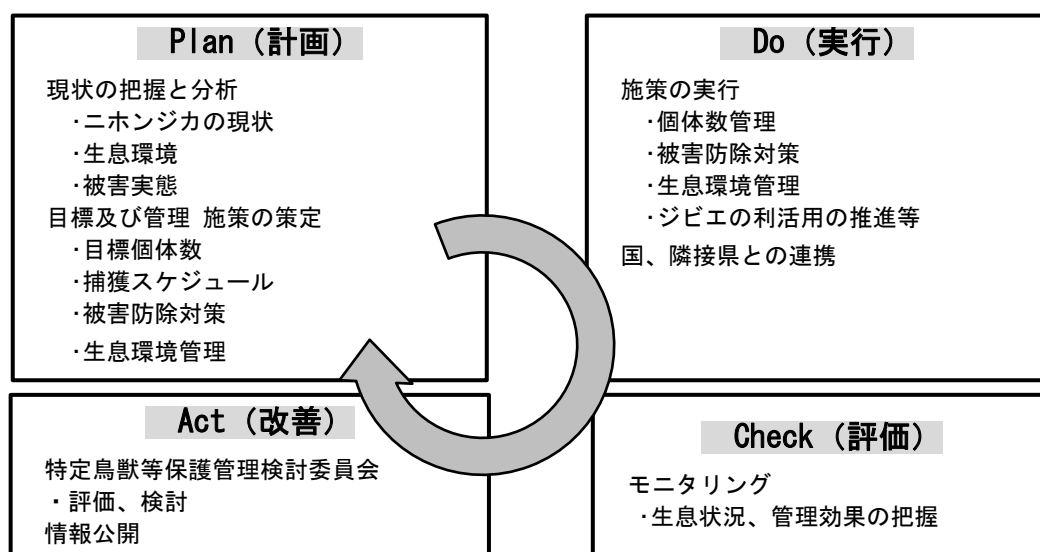 Plan（計画）
現状の把握と分析
・ニホンジカの現状
・生息環境
・被害実態
目標及び管理 施策の策定
・目標個体数
・捕獲スケジュール
・被害防除対策
・生息環境管理
Do（実行）
施策の実行
・個体数管理
・被害防除対策
・生息環境管理
・ジビエの利活用の推進等
国、隣接県との連携
Act（改善）
特定鳥獣等保護管理検討委員会
・評価、検討
情報公開
Check（評価）
モニタリング
・生息状況、管理効果の把握